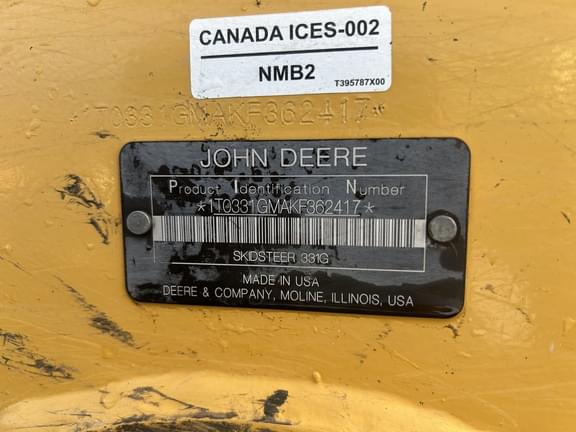 CANADA ICES-002
NMB2
T395787X00
*1T0331GMAKF362417*
JOHN DEERE
Product Identification Number
*1T0331GMAKF362417*
SKIDSTEER 331G
MADE IN USA
DEERE & COMPANY, MOLINE, ILLINOIS, USA